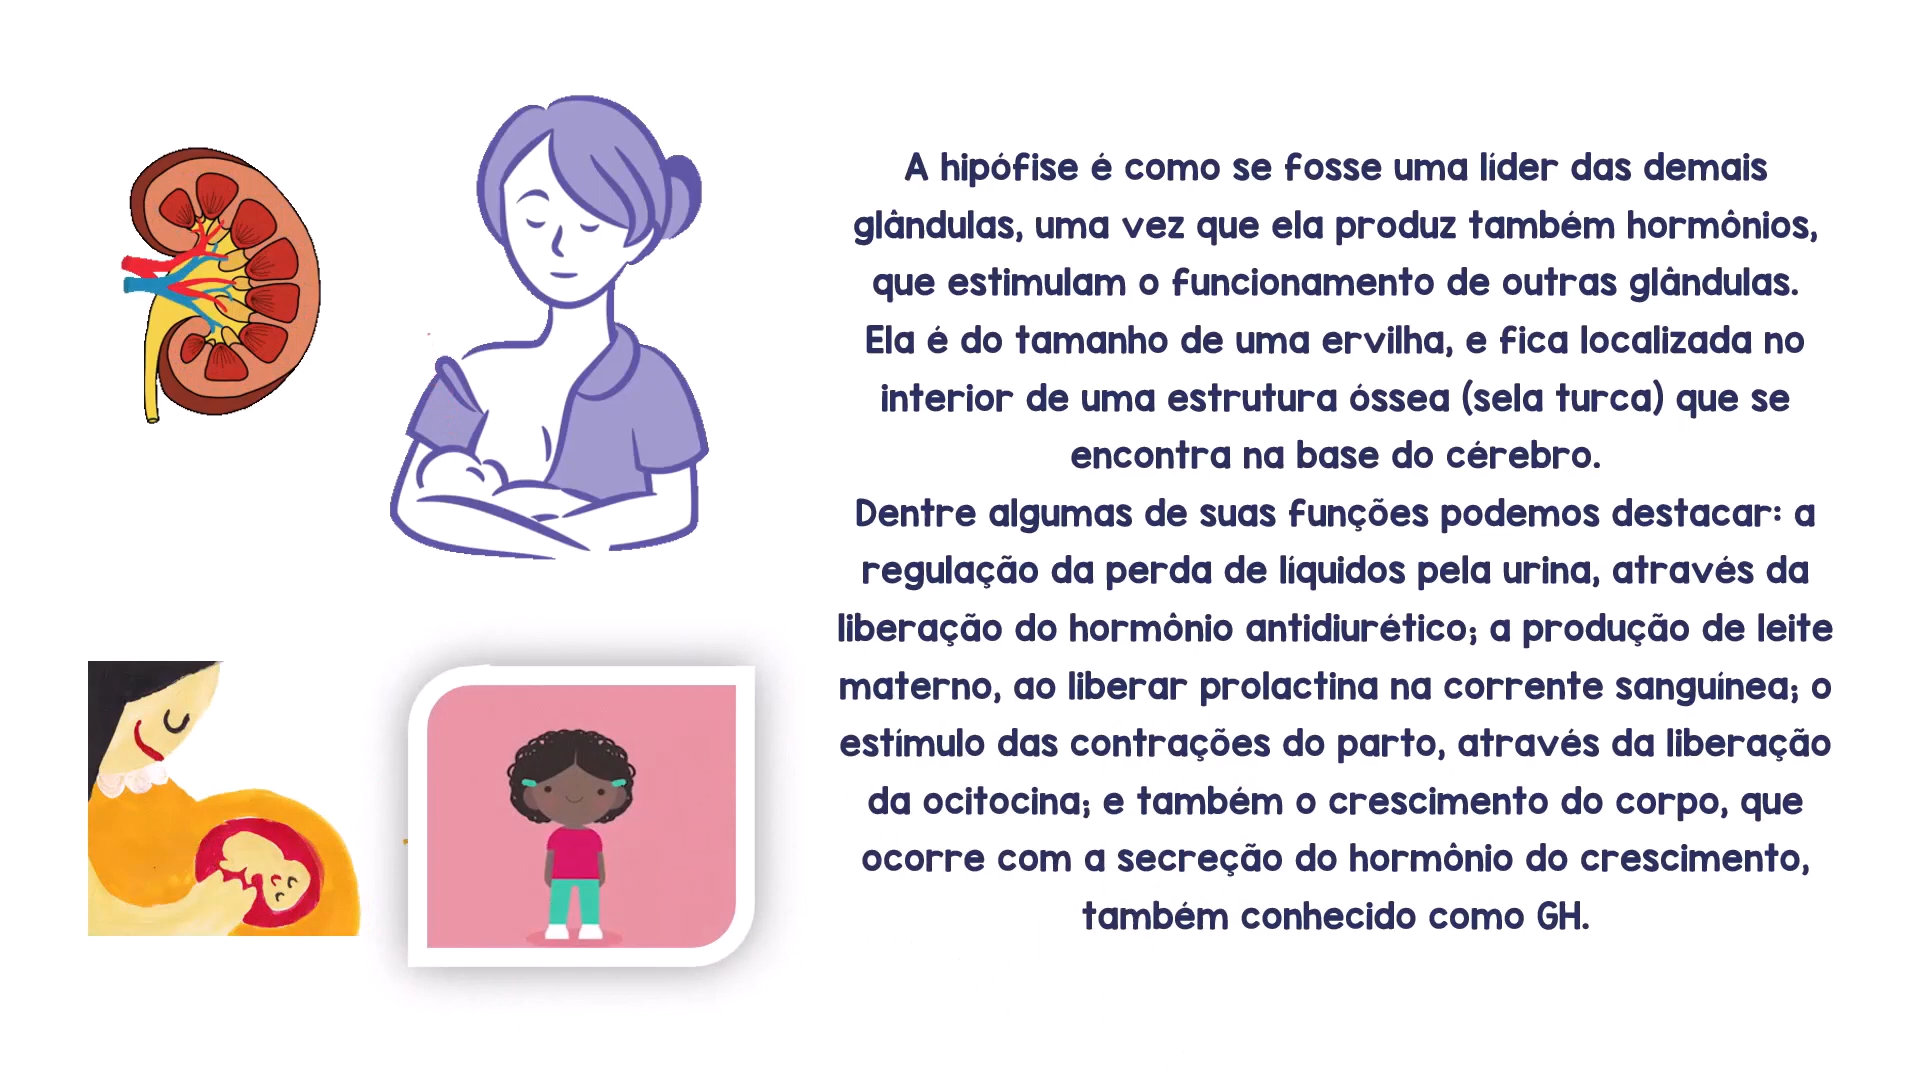 A hipófise é como se fosse uma líder das demais
glândulas, uma vez que ela produz também hormônios,
que estimulam o funcionamento de outras glândulas.
Ela é do tamanho de uma ervilha, e fica localizada no
interior de uma estrutura óssea (sela turca) que se
encontra na base do cérebro.
Dentre algumas de suas funções podemos destacar: a
regulação da perda de líquidos pela urina, através da
liberação do hormônio antidiurético; a produção de leite
materno, ao liberar prolactina na corrente sanguínea; o
estímulo das contrações do parto, através da liberação
da ocitocina; e também o crescimento do corpo, que
ocorre com a secreção do hormônio do crescimento,
também conhecido como GH.